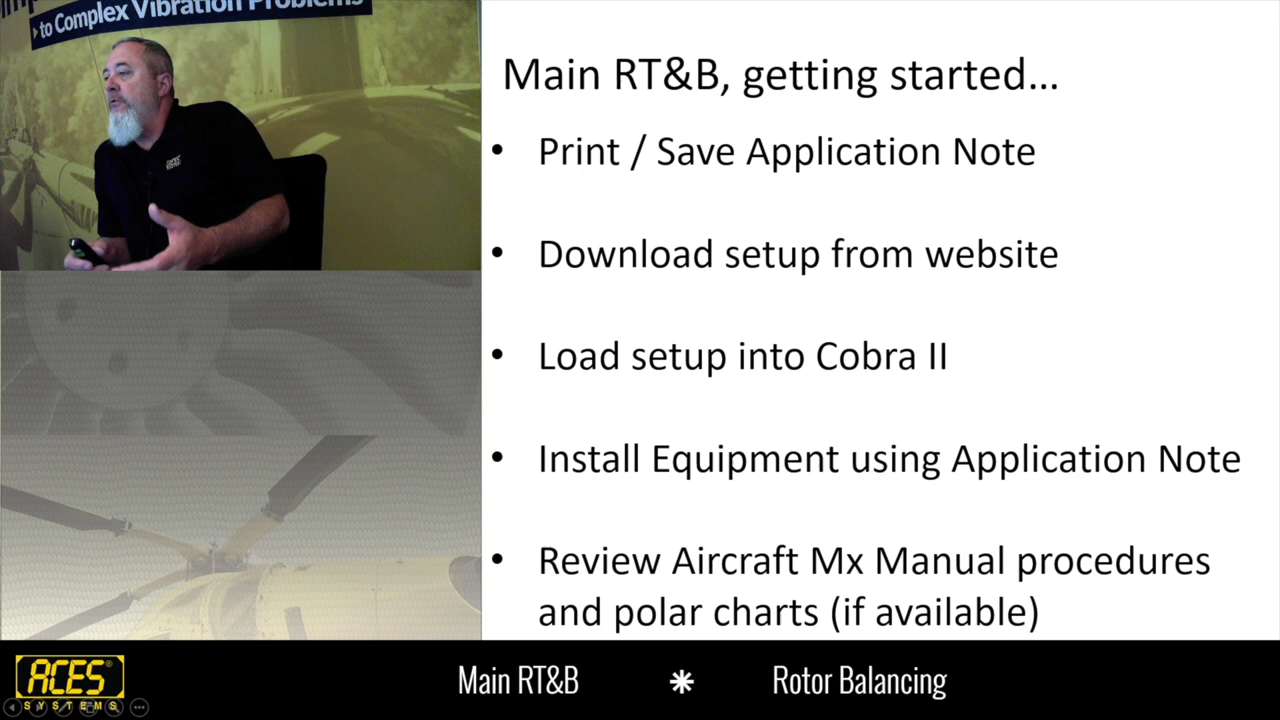 to Complex Vibration Problems
Main RT&B, getting started...
• Print / Save Application Note
• Download setup from website
• Load setup into Cobra II
• Install Equipment using Application Note
• Review Aircraft Mx Manual procedures
and polar charts (if available)
ACES®
SYSTEMS
Main RT&B
Rotor Balancing